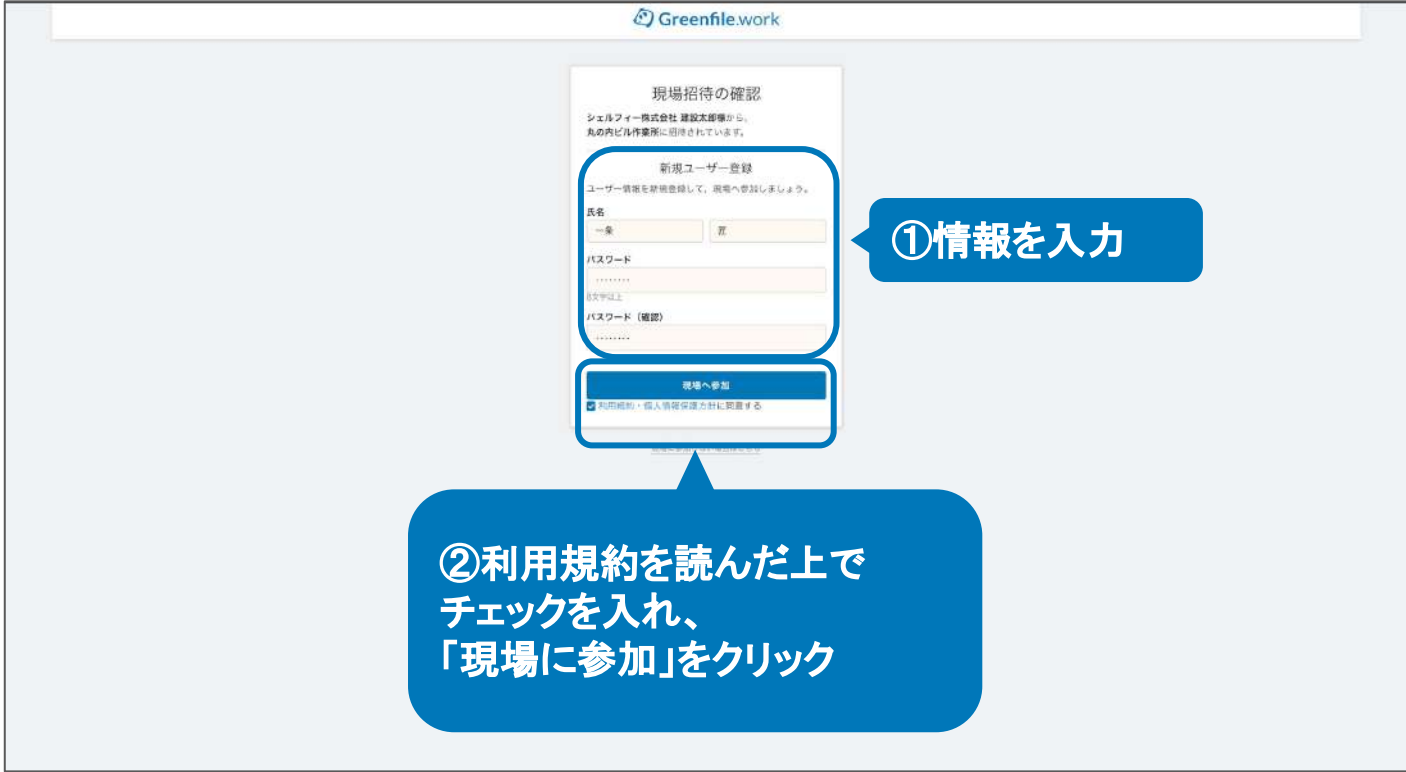 Greenfile.work
現場招待の確認
シェルフィー株式会社 建設太郎様から、
丸の内ビル作業所に招待されています。
新規ユーザー登録
ユーザー情報を新規登録して、現場へ参加しましょう。
氏名
一条 匠
パスワード
........
8文字以上
パスワード（確認）
........
現場へ参加
利用規約・個人情報保護方針に同意する
①情報を入力
②利用規約を読んだ上で
チェックを入れ、
「現場に参加」をクリック